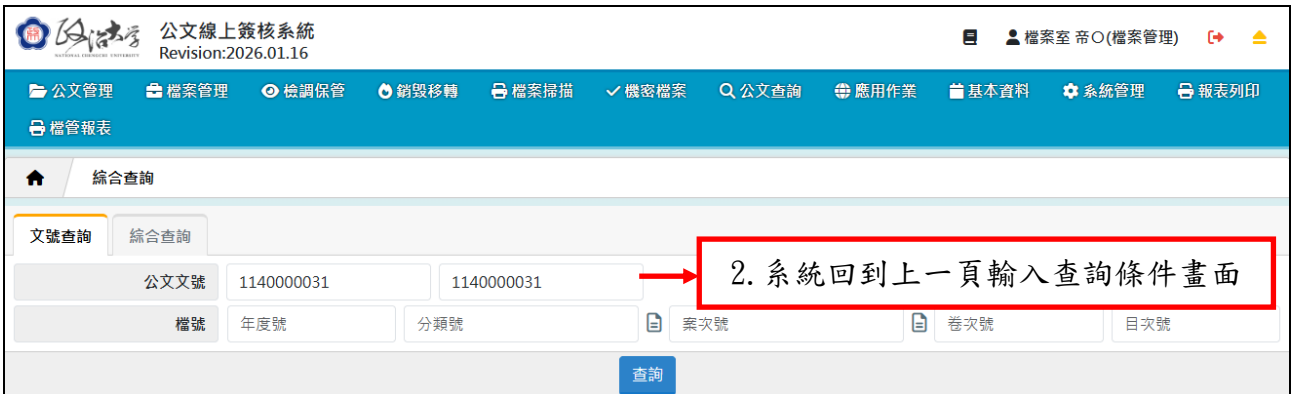 政治大學
NATIONAL CHENGCHI UNIVERSITY
公文線上簽核系統
Revision:2026.01.16
檔案室 帝〇(檔案管理)
公文管理 檔案管理 檢調保管 銷毀移轉 檔案掃描 機密檔案 公文查詢 應用作業 基本資料 系統管理 報表列印
檔管報表
綜合查詢
文號查詢 綜合查詢
公文文號 1140000031 1140000031
2.系統回到上一頁輸入查詢條件畫面
檔號 年度號 分類號 案次號 卷次號 目次號
查詢